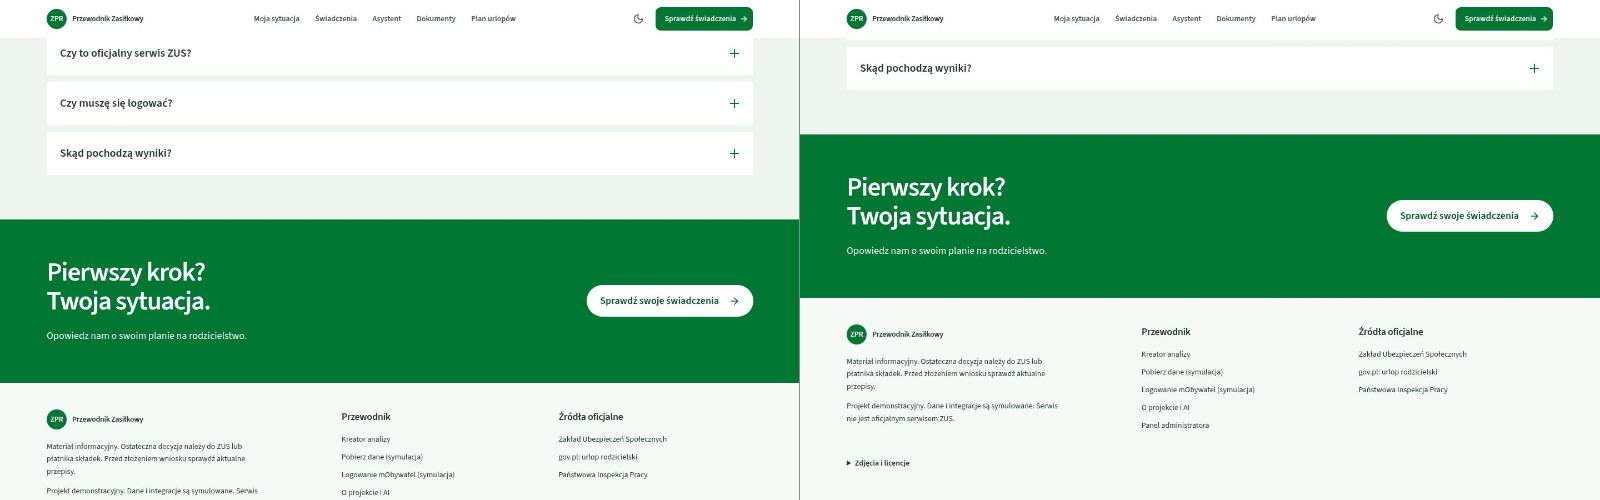 ZPR Przewodnik Zasiłkowy Moja sytuacja Świadczenia Asystent Dokumenty Plan urlopów Sprawdź świadczenia →
Czy to oficjalny serwis ZUS? +
Czy muszę się logować? +
Skąd pochodzą wyniki? +
Pierwszy krok?
Twoja sytuacja.
Opowiedz nam o swoim planie na rodzicielstwo.
Sprawdź swoje świadczenia →
ZPR Przewodnik Zasiłkowy
Materiał informacyjny. Ostateczna decyzja należy do ZUS lub
płatnika składek. Przed złożeniem wniosku sprawdź aktualne
przepisy.
Projekt demonstracyjny. Dane i integracje są symulowane. Serwis
Przewodnik
Kreator analizy
Pobierz dane (symulacja)
Logowanie mObywatel (symulacja)
O projekcie i AI
Źródła oficjalne
Zakład Ubezpieczeń Społecznych
gov.pl: urlop rodzicielski
Państwowa Inspekcja Pracy
ZPR Przewodnik Zasiłkowy Moja sytuacja Świadczenia Asystent Dokumenty Plan urlopów Sprawdź świadczenia →
Skąd pochodzą wyniki? +
Pierwszy krok?
Twoja sytuacja.
Opowiedz nam o swoim planie na rodzicielstwo.
Sprawdź swoje świadczenia →
ZPR Przewodnik Zasiłkowy
Materiał informacyjny. Ostateczna decyzja należy do ZUS lub
płatnika składek. Przed złożeniem wniosku sprawdź aktualne
przepisy.
Projekt demonstracyjny. Dane i integracje są symulowane. Serwis
nie jest oficjalnym serwisem ZUS.
Przewodnik
Kreator analizy
Pobierz dane (symulacja)
Logowanie mObywatel (symulacja)
O projekcie i AI
Panel administratora
Źródła oficjalne
Zakład Ubezpieczeń Społecznych
gov.pl: urlop rodzicielski
Państwowa Inspekcja Pracy
▶ Zdjęcia i licencje